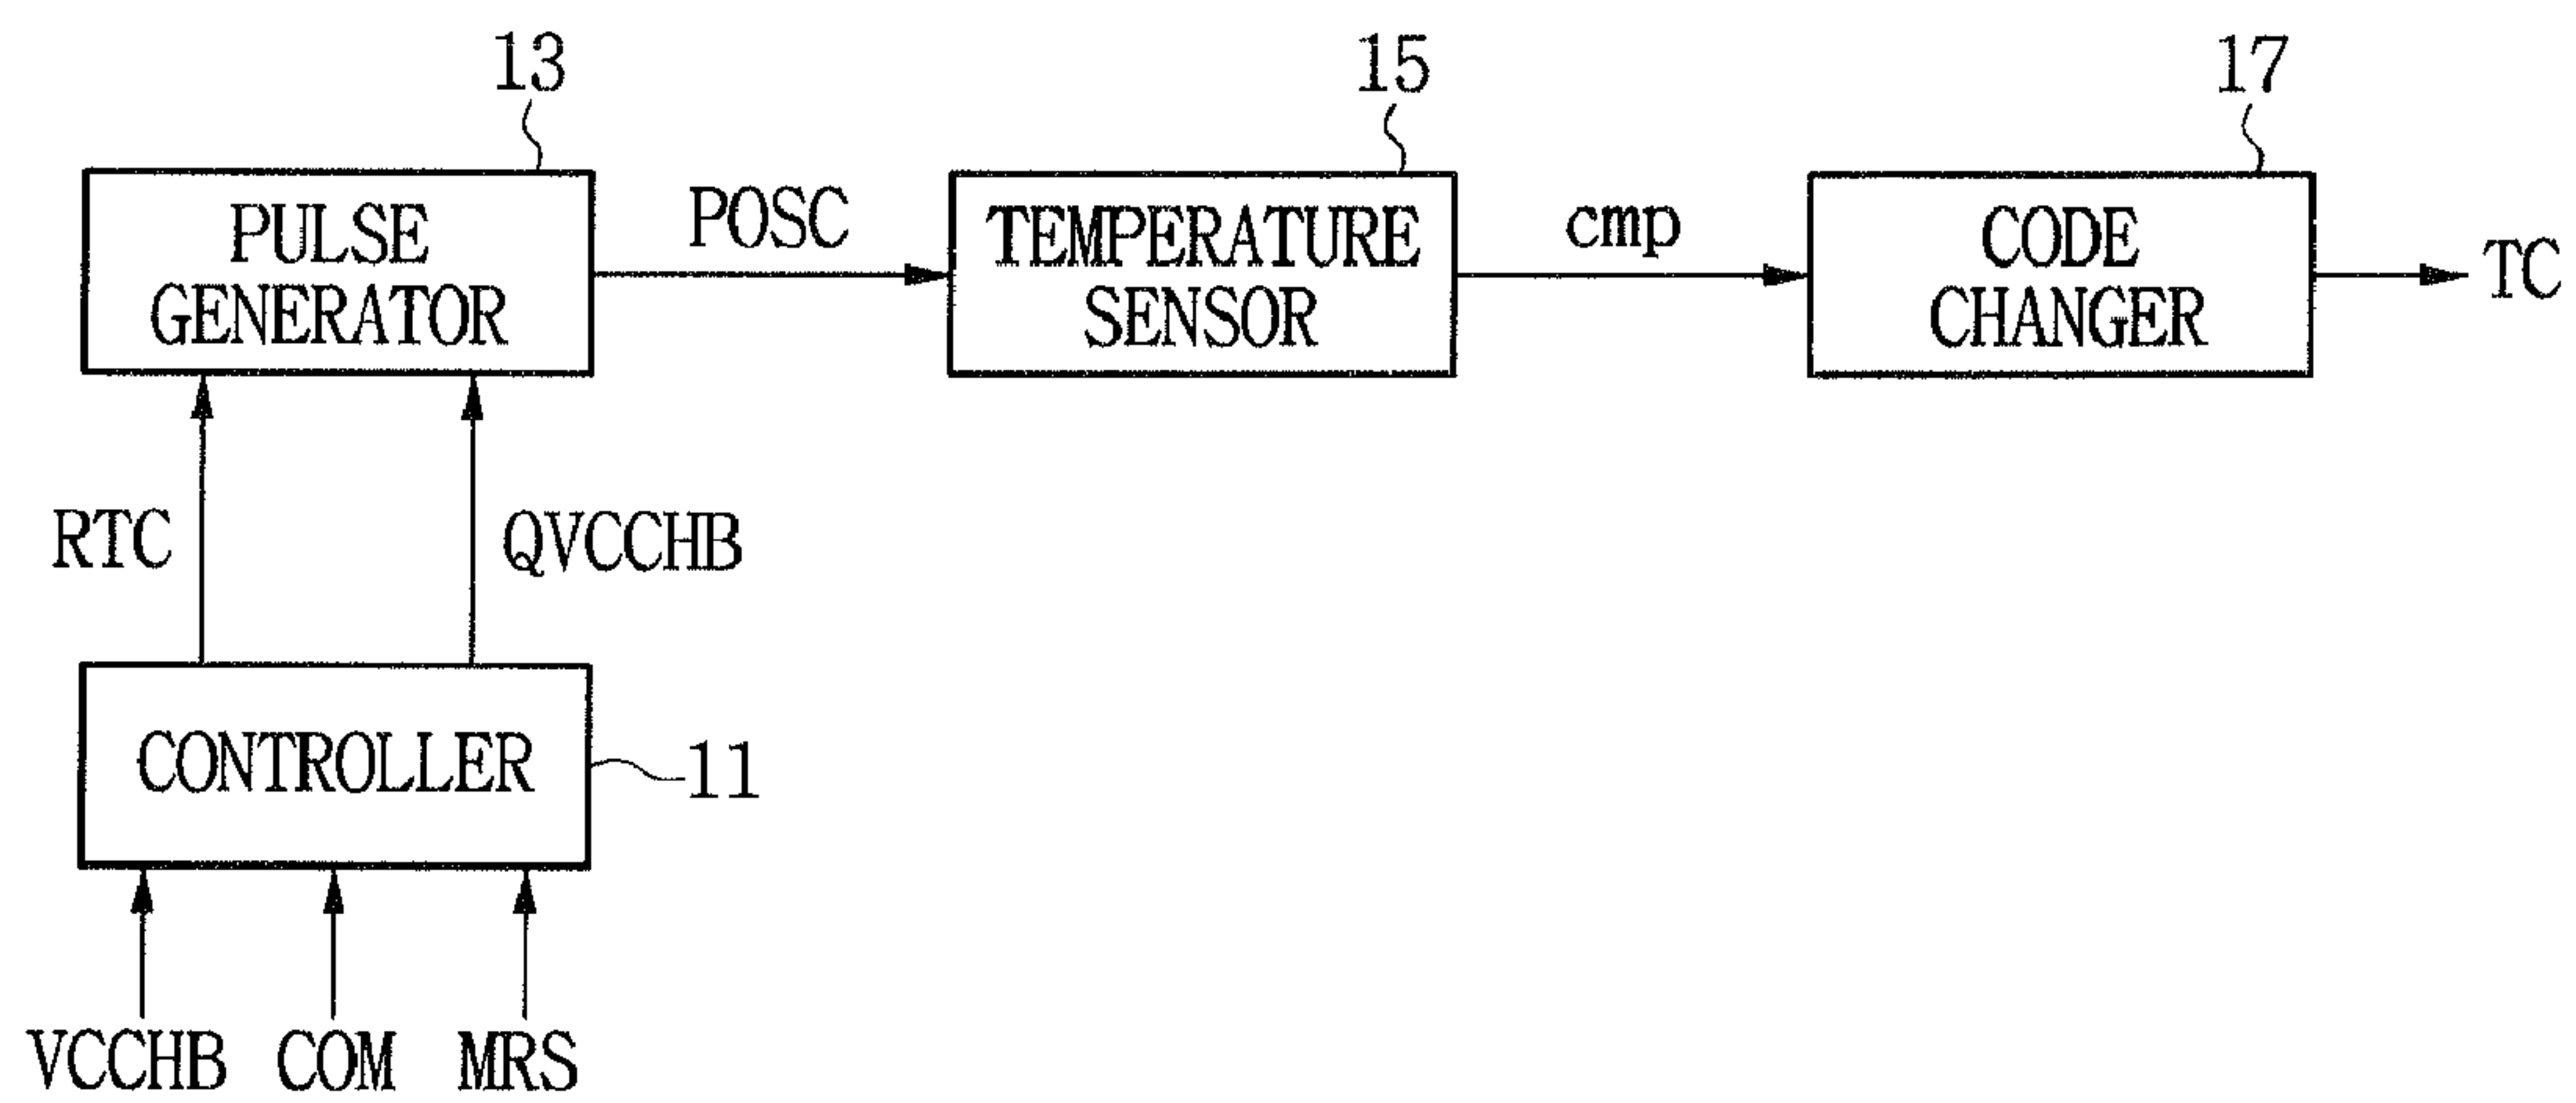 13
15
17
PULSE
GENERATOR
POSC
TEMPERATURE
SENSOR
cmp
CODE
CHANGER
TC
RTC
QVCCHB
CONTROLLER
11
VCCHB
COM
MRS